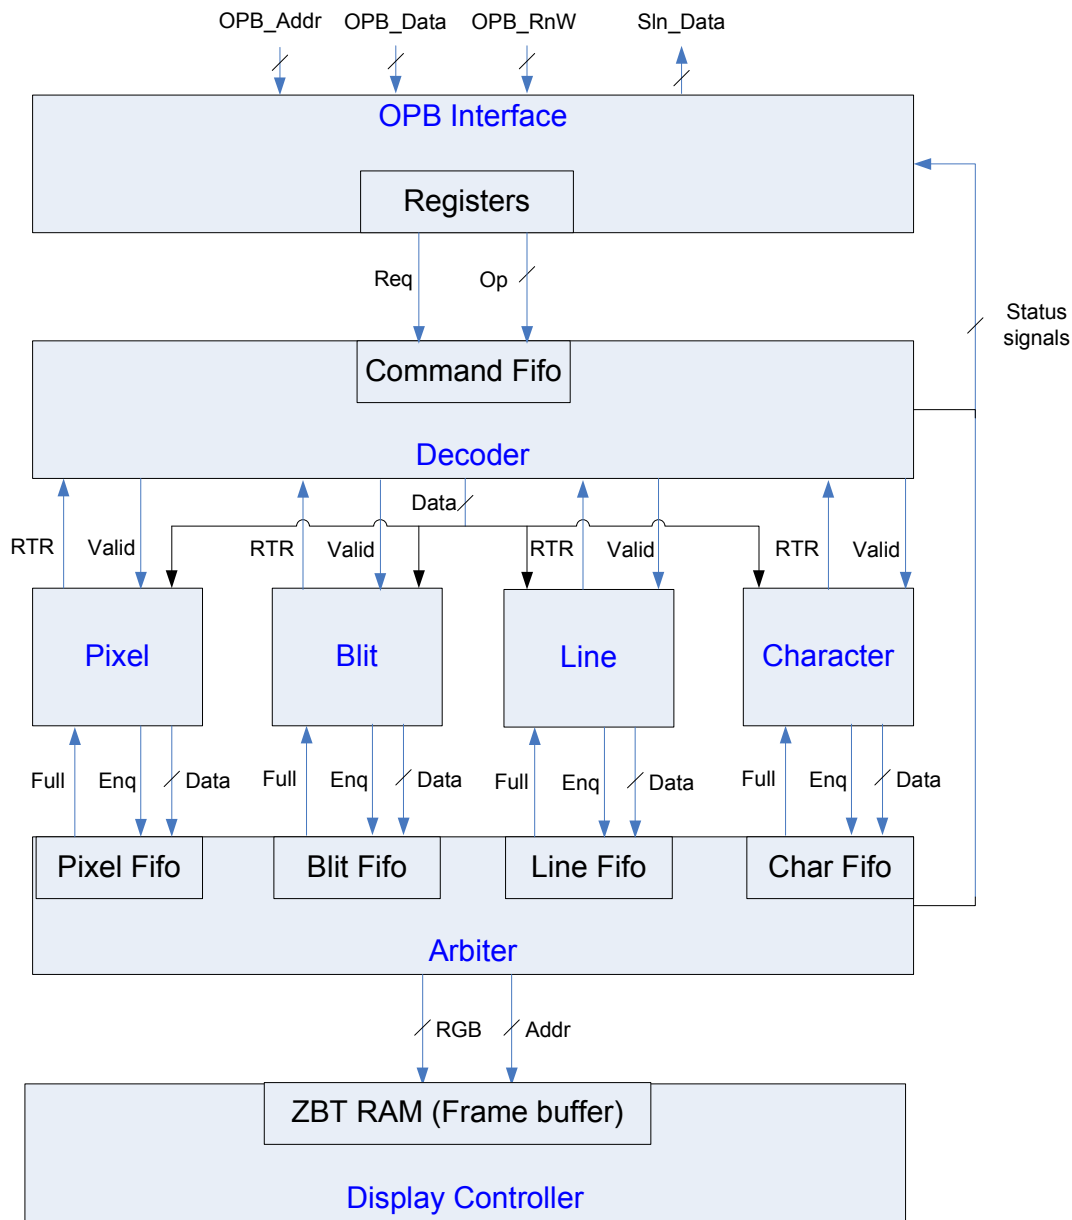 OPB_Addr OPB_Data OPB_RnW Sln_Data
OPB Interface
Registers
Req Op
Status
signals
Command Fifo
Decoder
Data
RTR Valid RTR Valid RTR Valid RTR Valid
Pixel Blit Line Character
Full Enq Data Full Enq Data Full Enq Data Full Enq Data
Pixel Fifo Blit Fifo Line Fifo Char Fifo
Arbiter
RGB Addr
ZBT RAM (Frame buffer)
Display Controller